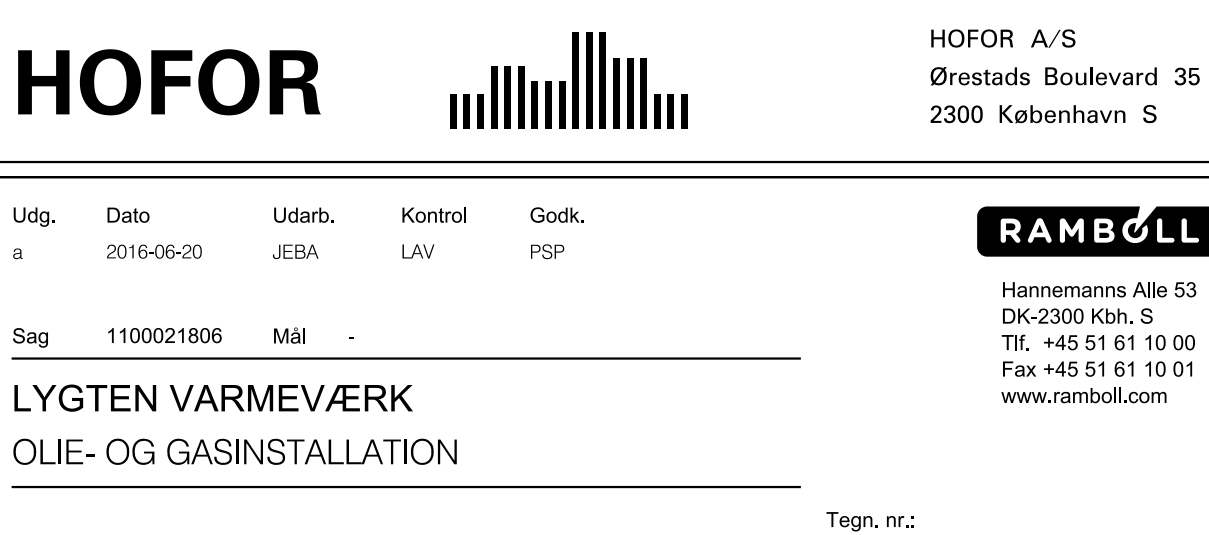 HOFOR
HOFOR A/S
Ørestads Boulevard 35
2300 København S
Udg. Dato Udarb. Kontrol Godk.
a 2016-06-20 JEBA LAV PSP
Sag 1100021806 Mål -
RAMBOLL
Hannemanns Alle 53
DK-2300 Kbh. S
Tlf. +45 51 61 10 00
Fax +45 51 61 10 01
www.ramboll.com
LYGTEN VARMEVÆRK
OLIE- OG GASINSTALLATION
Tegn. nr.: